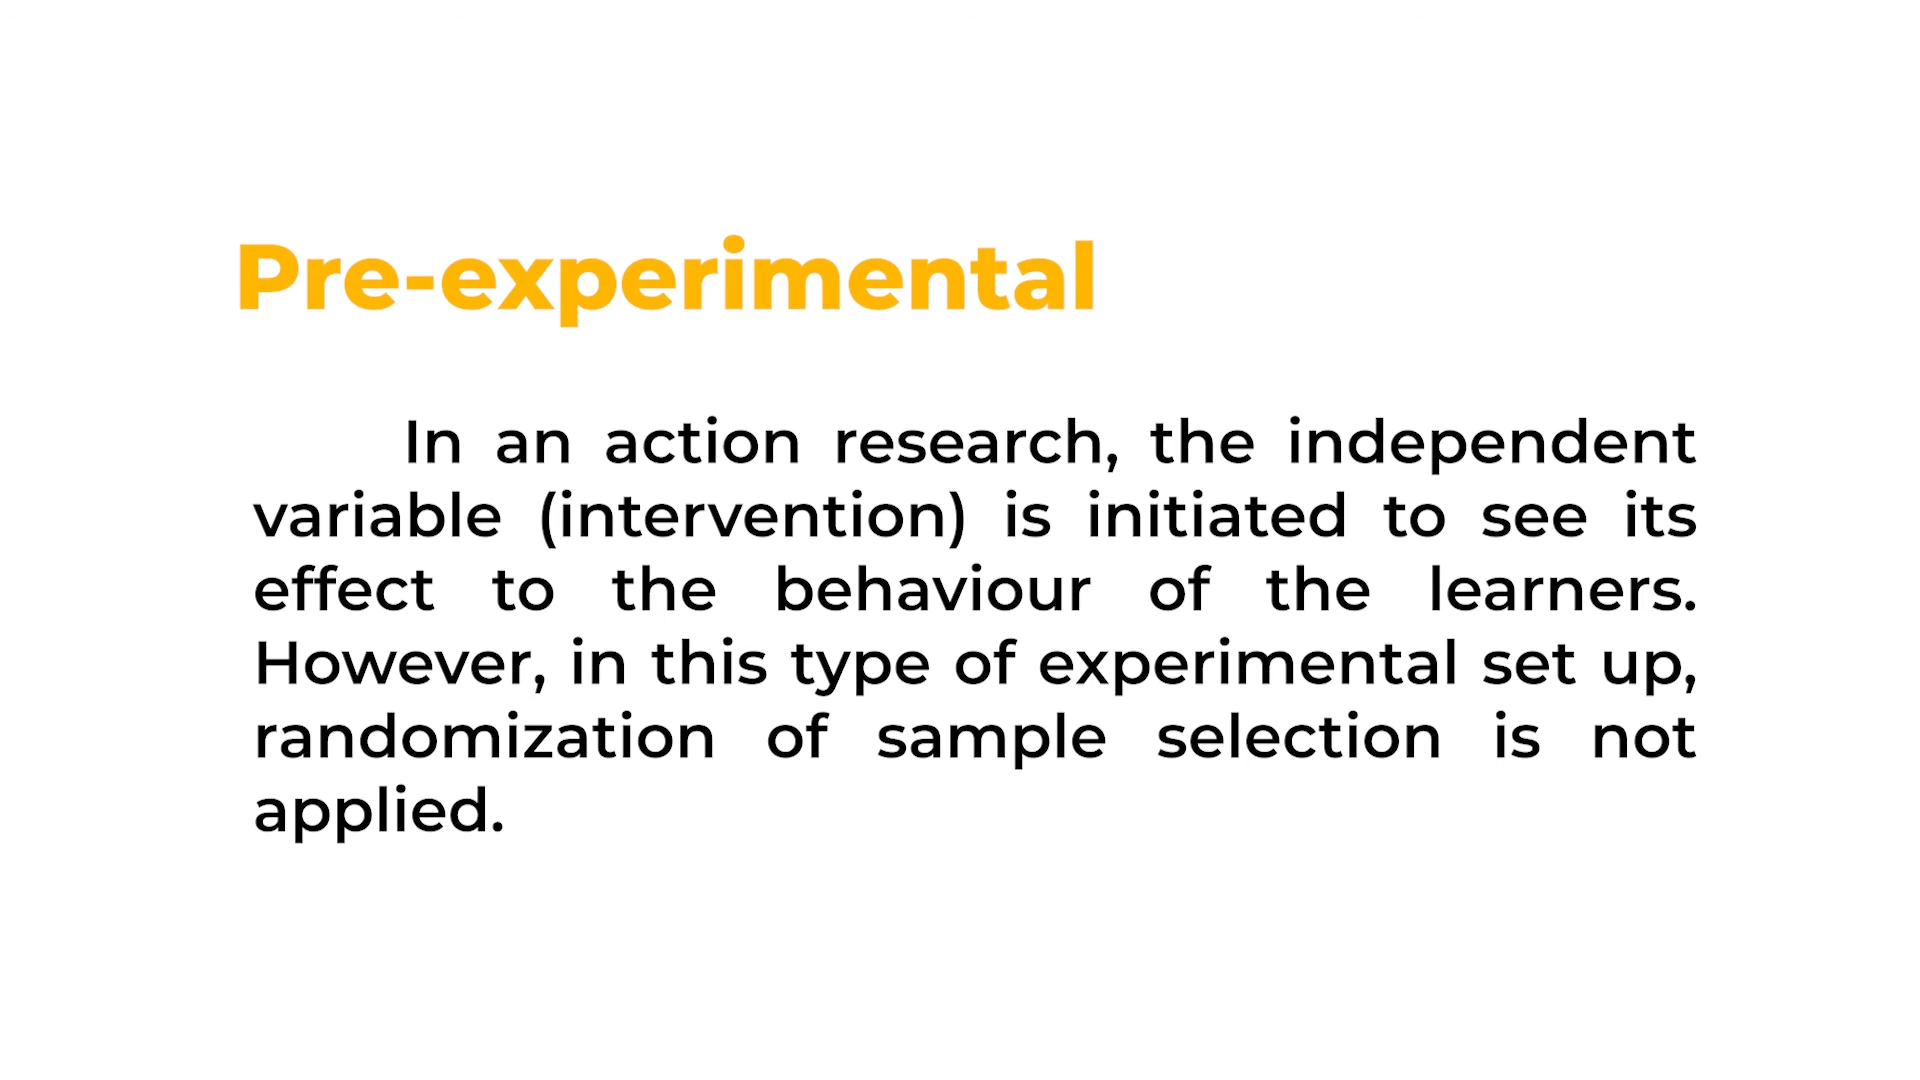 Pre-experimental
In an action research, the independent
variable (intervention) is initiated to see its
effect to the behaviour of the learners.
However, in this type of experimental set up,
randomization of sample selection is not
applied.